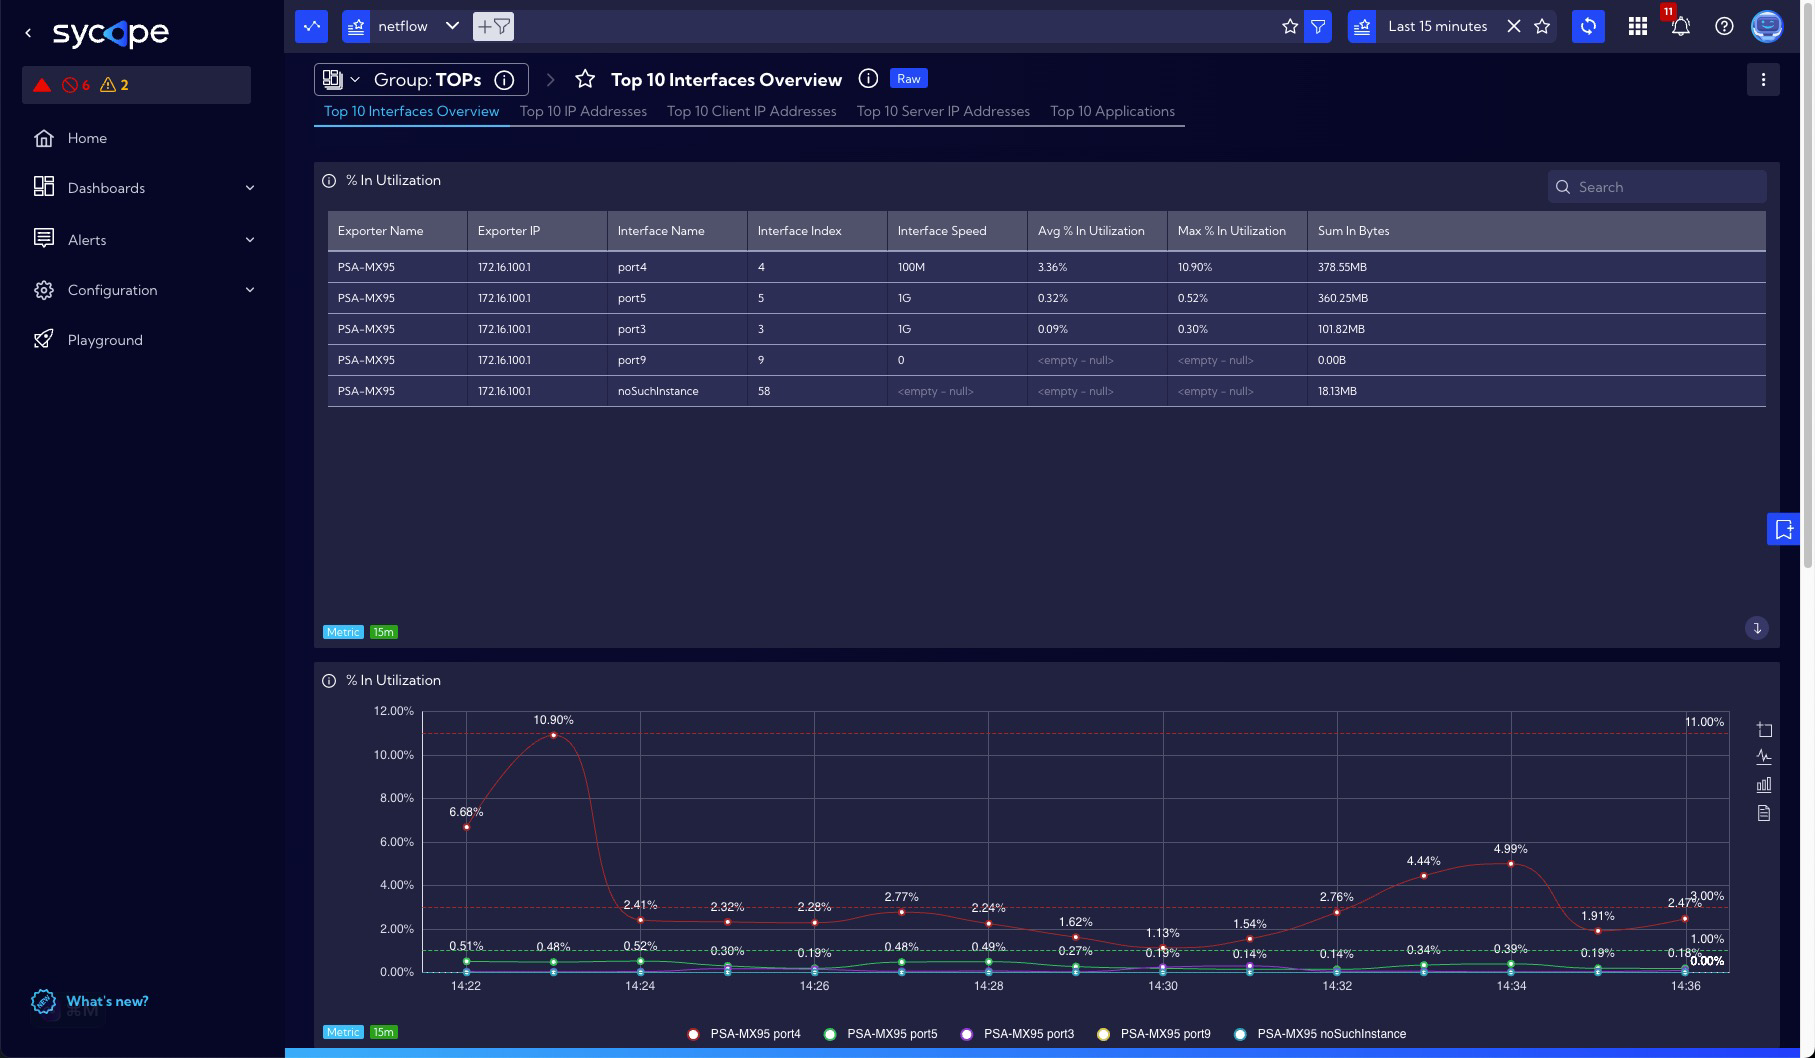 sycope
netflow
Last 15 minutes
11
6
2
Group: TOPs
Top 10 Interfaces Overview
Raw
Home
Dashboards
Alerts
Configuration
Playground
Top 10 Interfaces Overview
Top 10 IP Addresses
Top 10 Client IP Addresses
Top 10 Server IP Addresses
Top 10 Applications
% In Utilization
Search
Exporter Name Exporter IP Interface Name Interface Index Interface Speed Avg % In Utilization Max % In Utilization Sum In Bytes
PSA-MX95 172.16.100.1 port4 4 100M 3.36% 10.90% 378.55MB
PSA-MX95 172.16.100.1 port5 5 1G 0.32% 0.52% 360.25MB
PSA-MX95 172.16.100.1 port3 3 1G 0.09% 0.30% 101.82MB
PSA-MX95 172.16.100.1 port9 9 0 <empty - null> <empty - null> 0.00B
PSA-MX95 172.16.100.1 noSuchInstance 58 <empty - null> <empty - null> <empty - null> 18.13MB
Metric 15m
% In Utilization
12.00%
10.00%
8.00%
6.00%
4.00%
2.00%
0.00%
11.00%
3.00%
1.00%
0.00%
6.68% 10.90% 2.41% 2.32% 2.28% 2.77% 2.24% 1.62% 1.13% 1.54% 2.76% 4.44% 4.99% 1.91% 2.47%
0.51% 0.48% 0.52% 0.30% 0.19% 0.48% 0.49% 0.27% 0.19% 0.14% 0.14% 0.34% 0.39% 0.19% 0.18%
14:22 14:24 14:26 14:28 14:30 14:32 14:34 14:36
Metric 15m
PSA-MX95 port4 PSA-MX95 port5 PSA-MX95 port3 PSA-MX95 port9 PSA-MX95 noSuchInstance
NEW
What's new?
⌘M